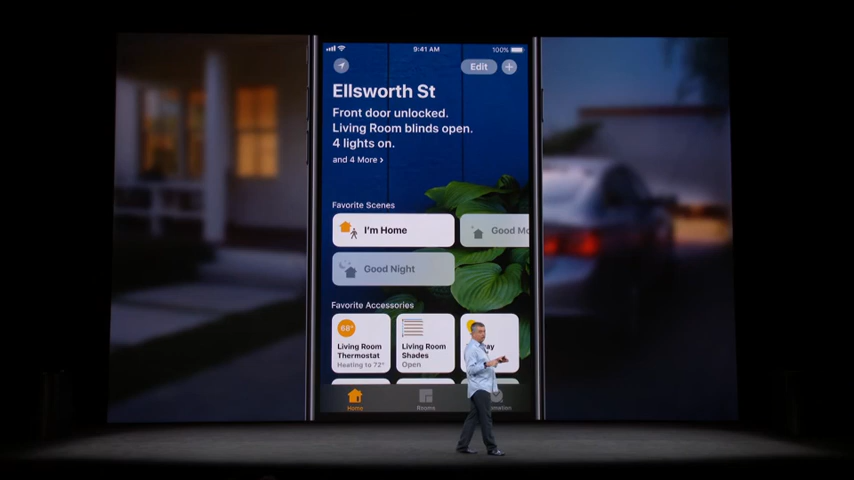 9:41 AM
100%
Edit
Ellsworth St
Front door unlocked.
Living Room blinds open.
4 lights on.
and 4 More >
Favorite Scenes
I'm Home
Good Mo
Good Night
Favorite Accessories
68°
Living Room
Thermostat
Heating to 72°
Living Room
Shades
Open
Home
Rooms